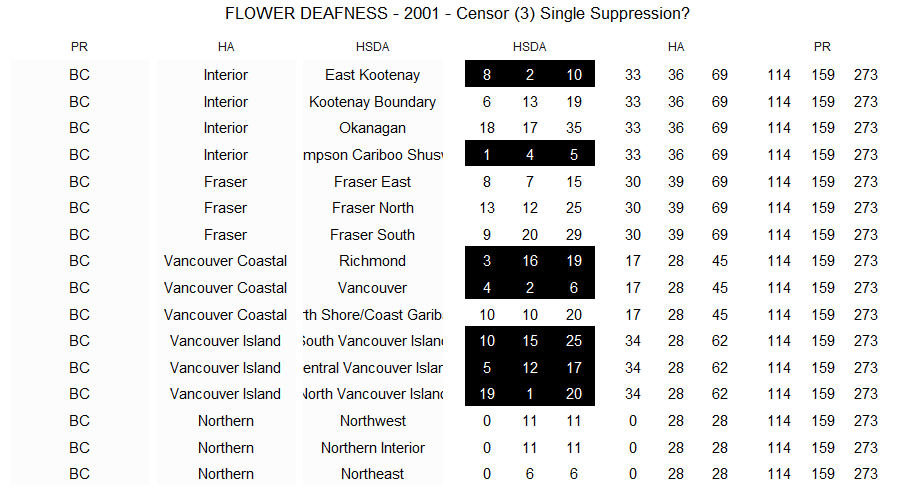 FLOWER DEAFNESS - 2001 - Censor (3) Single Suppression?
PR HA HSDA HSDA HA PR
BC Interior East Kootenay 8 2 10 33 36 69 114 159 273
BC Interior Kootenay Boundary 6 13 19 33 36 69 114 159 273
BC Interior Okanagan 18 17 35 33 36 69 114 159 273
BC Interior mpson Cariboo Shusw 1 4 5 33 36 69 114 159 273
BC Fraser Fraser East 8 7 15 30 39 69 114 159 273
BC Fraser Fraser North 13 12 25 30 39 69 114 159 273
BC Fraser Fraser South 9 20 29 30 39 69 114 159 273
BC Vancouver Coastal Richmond 3 16 19 17 28 45 114 159 273
BC Vancouver Coastal Vancouver 4 2 6 17 28 45 114 159 273
BC Vancouver Coastal th Shore/Coast Garib 10 10 20 17 28 45 114 159 273
BC Vancouver Island South Vancouver Island 10 15 25 34 28 62 114 159 273
BC Vancouver Island entral Vancouver Islan 5 12 17 34 28 62 114 159 273
BC Vancouver Island North Vancouver Island 19 1 20 34 28 62 114 159 273
BC Northern Northwest 0 11 11 0 28 28 114 159 273
BC Northern Northern Interior 0 11 11 0 28 28 114 159 273
BC Northern Northeast 0 6 6 0 28 28 114 159 273